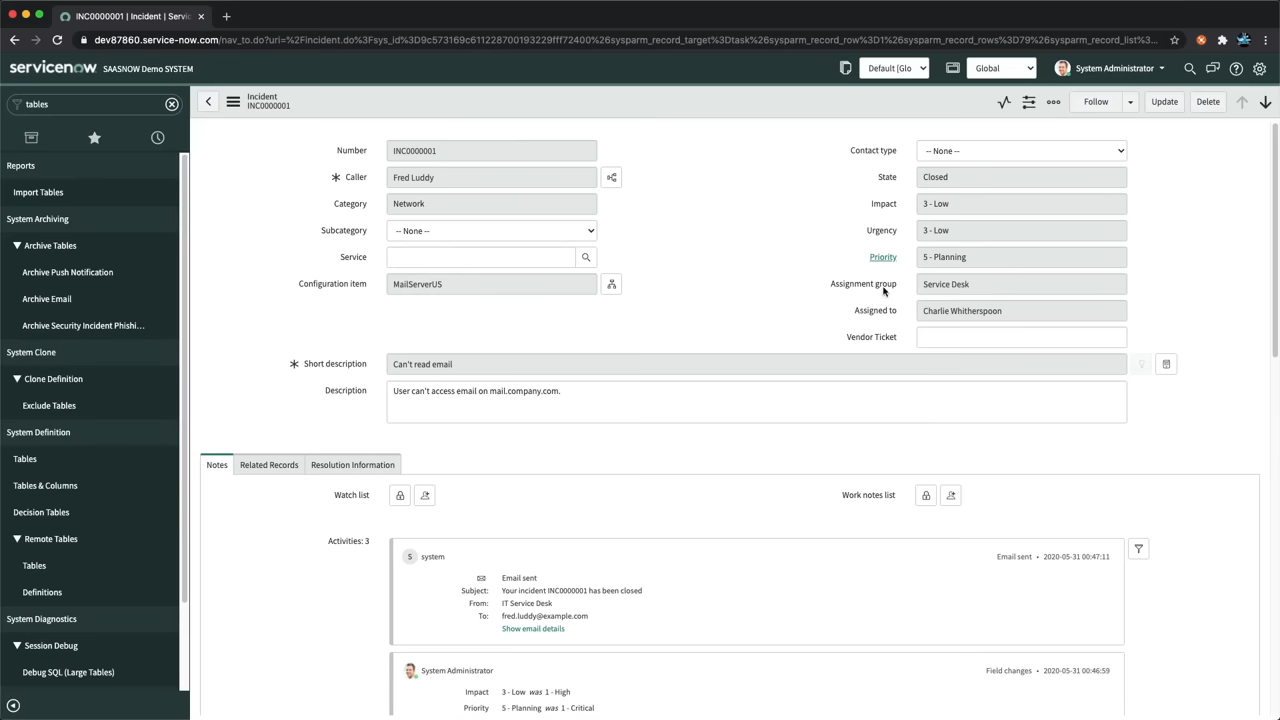 INC0000001 | Incident | Service
dev87860.service-now.com/nav_to.do?uri=%2Fincident.do%3Fsys_id%3D9c573169c611228700193229fff72400%26sysparm_record_target%3Dtask%26sysparm_record_row%3D1%26sysparm_record_rows%3D79%26sysparm_record_list%3...
servicenow SAASNOW Demo SYSTEM
Default [Glo
Global
System Administrator
tables
Incident
INC0000001
Follow
Update
Delete
Reports
Import Tables
System Archiving
Archive Tables
Archive Push Notification
Archive Email
Archive Security Incident Phishi...
System Clone
Clone Definition
Exclude Tables
System Definition
Tables
Tables & Columns
Decision Tables
Remote Tables
Tables
Definitions
System Diagnostics
Session Debug
Debug SQL (Large Tables)
Number INC0000001
Caller Fred Luddy
Category Network
Subcategory -- None --
Service
Configuration item MailServerUS
Contact type -- None --
State Closed
Impact 3 - Low
Urgency 3 - Low
Priority 5 - Planning
Assignment group Service Desk
Assigned to Charlie Whitherspoon
Vendor Ticket
Short description Can't read email
Description User can't access email on mail.company.com.
Notes Related Records Resolution Information
Watch list
Work notes list
Activities: 3
S system Email sent • 2020-05-31 00:47:11
Email sent
Subject: Your incident INC0000001 has been closed
From: IT Service Desk
To: fred.luddy@example.com
Show email details
System Administrator Field changes • 2020-05-31 00:46:59
Impact 3 - Low was 1 - High
Priority 5 - Planning was 1 - Critical